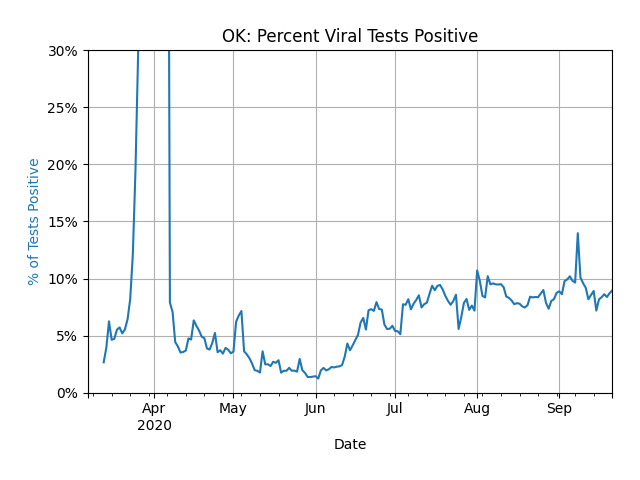 OK: Percent Viral Tests Positive
30%
25%
20%
15%
10%
5%
0%
% of Tests Positive
Apr May Jun Jul Aug Sep
2020
Date